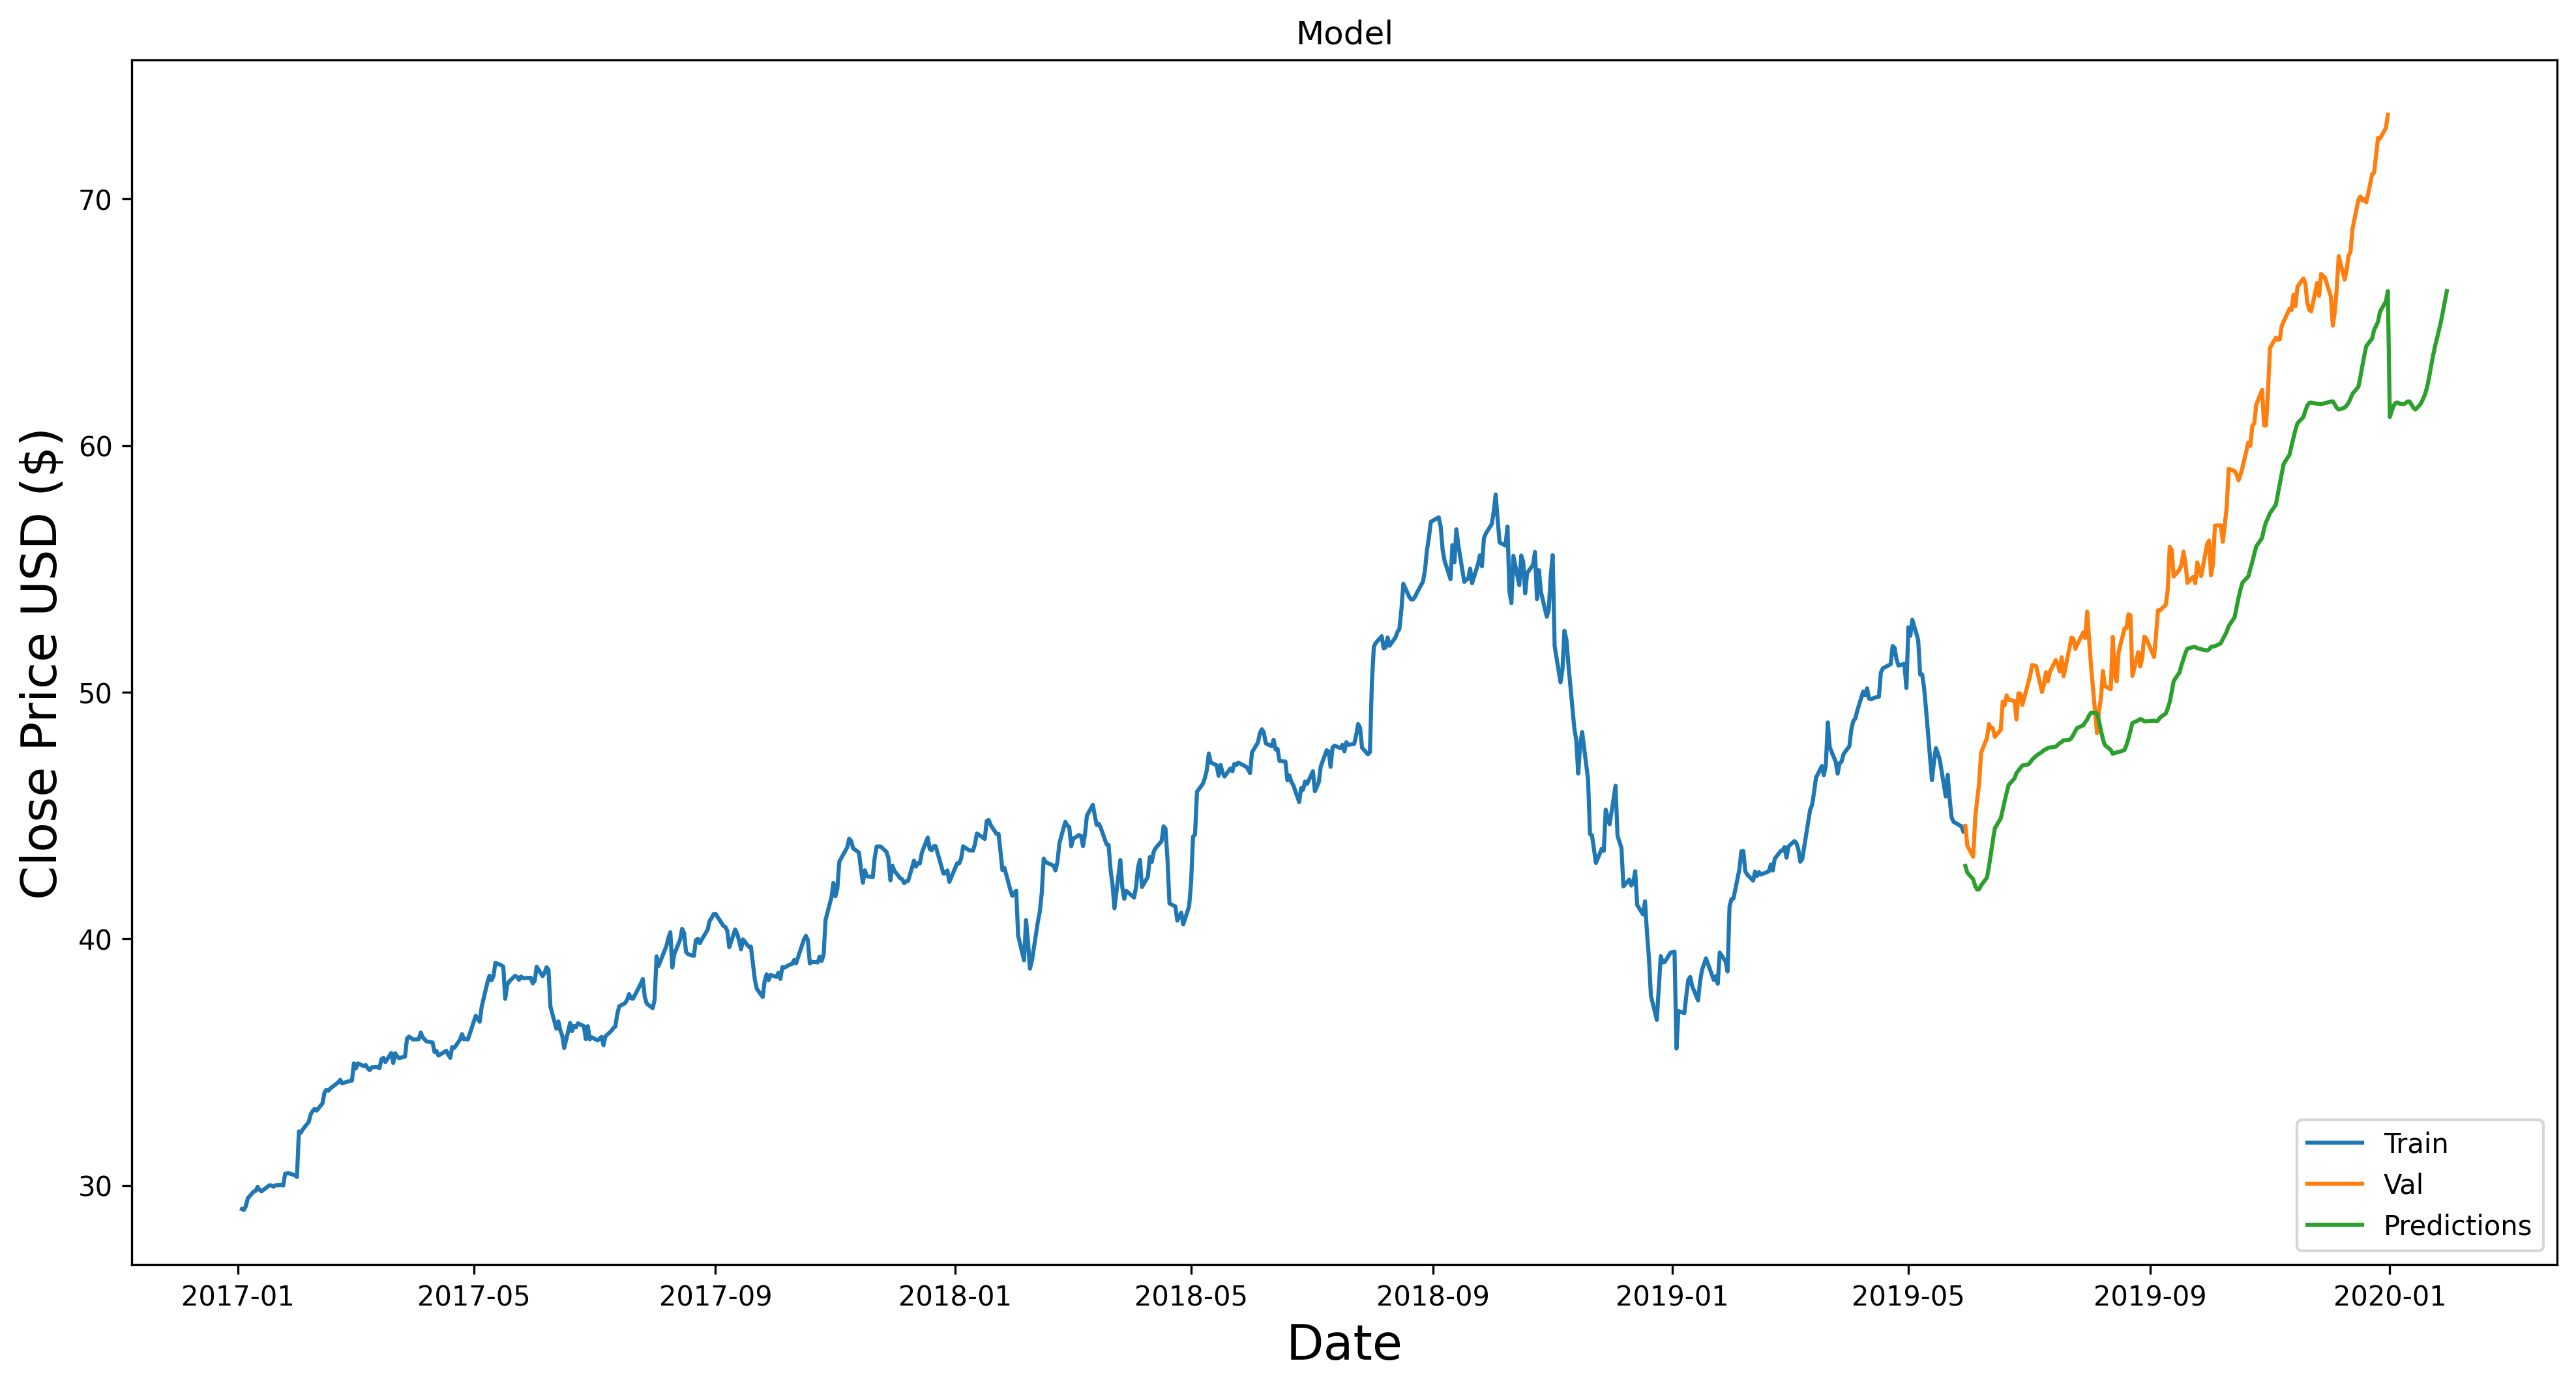 Model
Close Price USD ($)
70
60
50
40
30
2017-01
2017-05
2017-09
2018-01
2018-05
2018-09
2019-01
2019-05
2019-09
2020-01
Date
Train
Val
Predictions